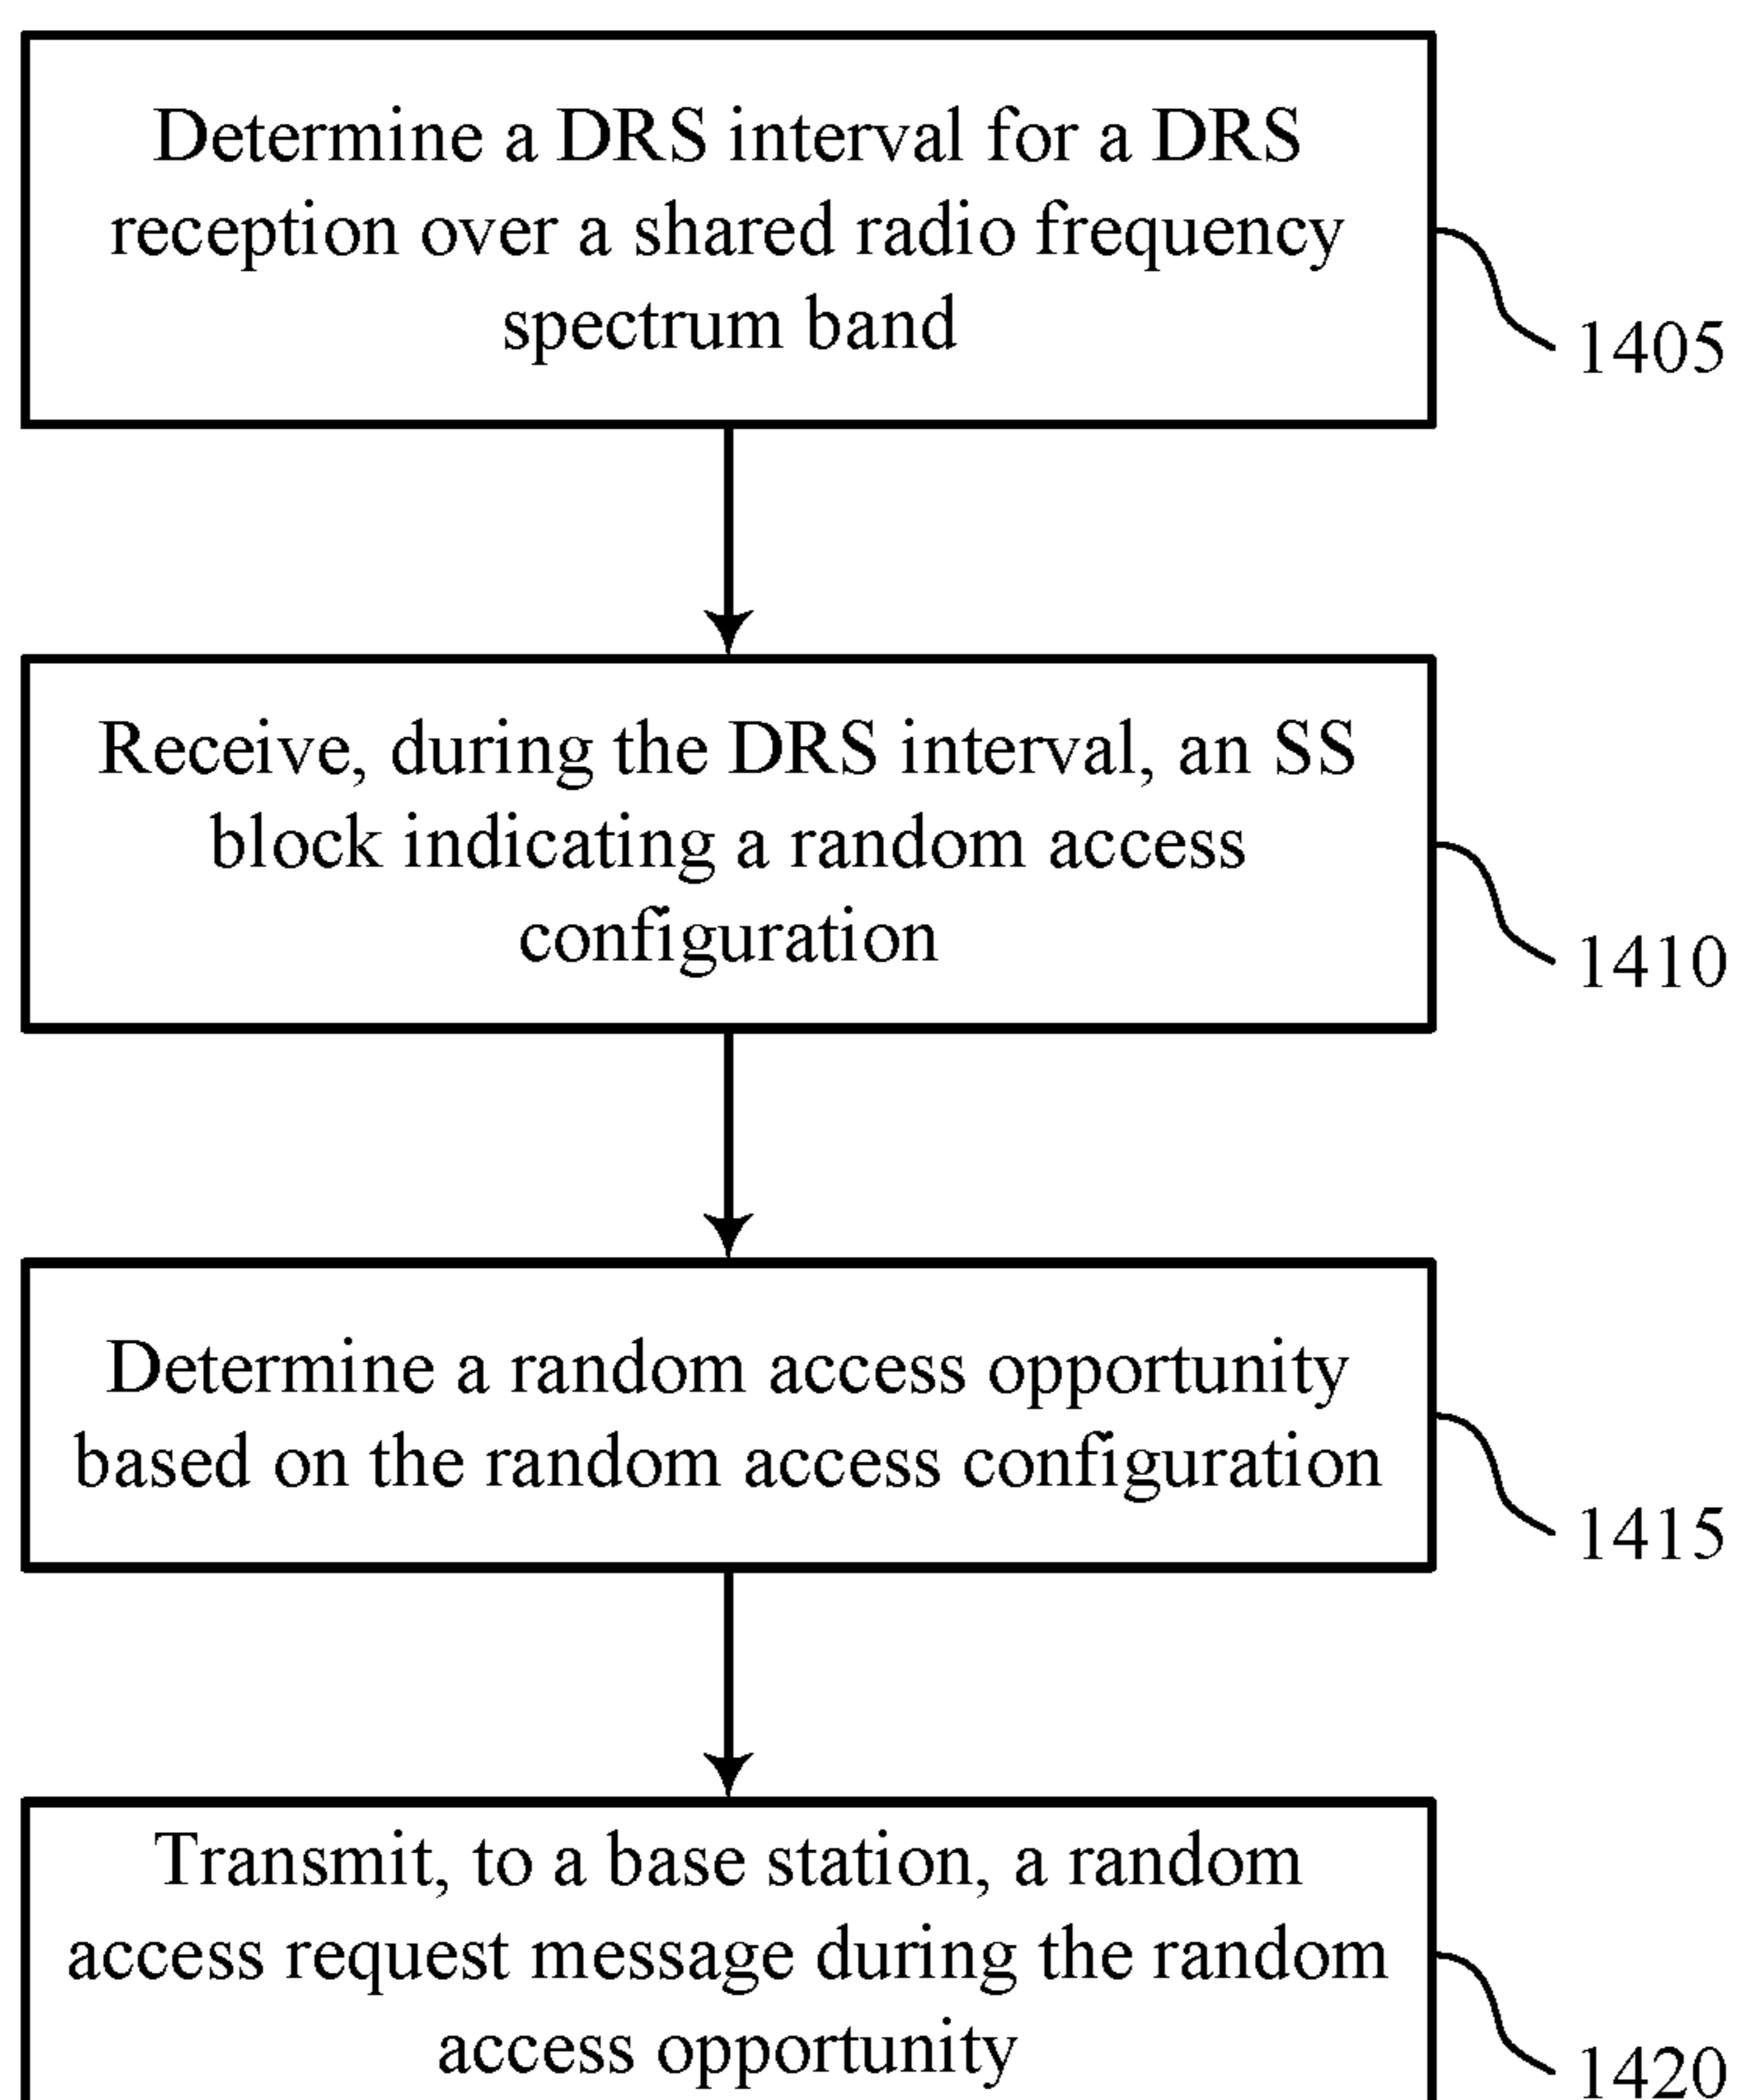 Determine a DRS interval for a DRS
reception over a shared radio frequency
spectrum band
1405
Receive, during the DRS interval, an SS
block indicating a random access
configuration
1410
Determine a random access opportunity
based on the random access configuration
1415
Transmit, to a base station, a random
access request message during the random
access opportunity
1420